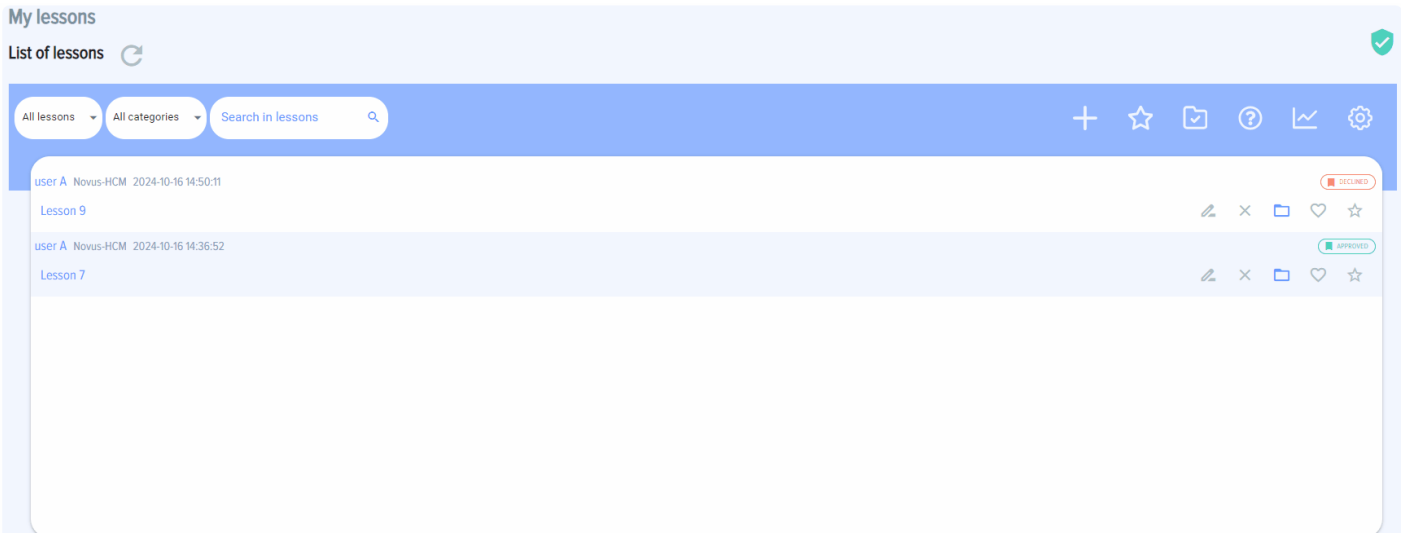 My lessons
List of lessons
All lessons All categories Search in lessons
user A Novus-HCM 2024-10-16 14:50:11 DECLINED
Lesson 9
user A Novus-HCM 2024-10-16 14:36:52 APPROVED
Lesson 7